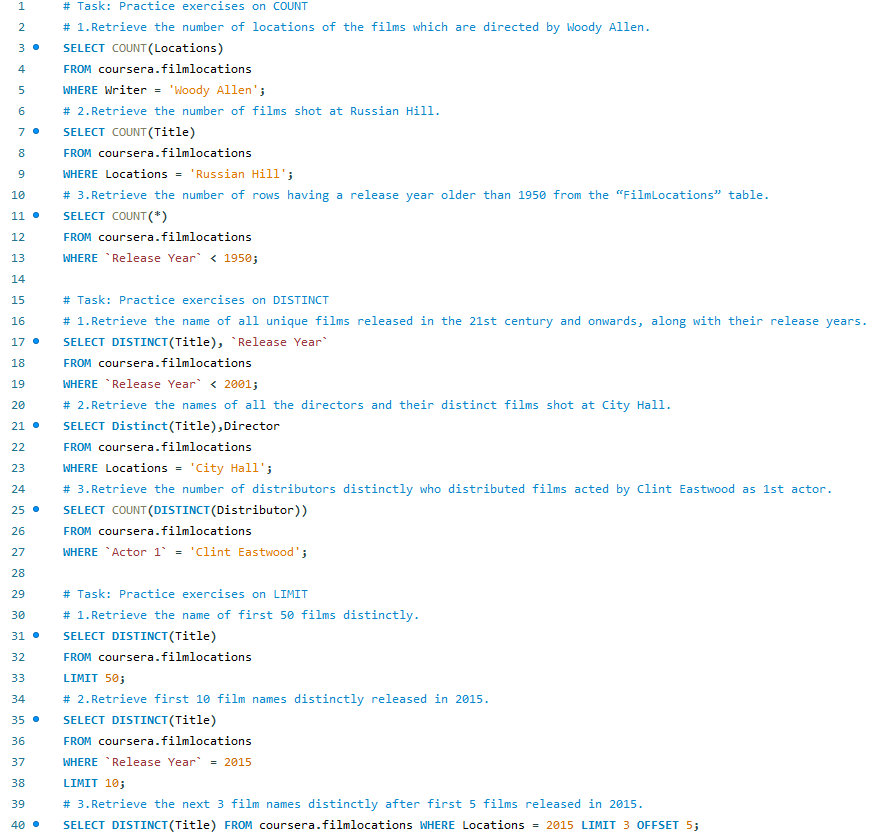 1 # Task: Practice exercises on COUNT
2 # 1.Retrieve the number of locations of the films which are directed by Woody Allen.
3 SELECT COUNT(Locations)
4 FROM coursera.filmlocations
5 WHERE Writer = 'Woody Allen';
6 # 2.Retrieve the number of films shot at Russian Hill.
7 SELECT COUNT(Title)
8 FROM coursera.filmlocations
9 WHERE Locations = 'Russian Hill';
10 # 3.Retrieve the number of rows having a release year older than 1950 from the “FilmLocations” table.
11 SELECT COUNT(*)
12 FROM coursera.filmlocations
13 WHERE `Release Year` < 1950;
14
15 # Task: Practice exercises on DISTINCT
16 # 1.Retrieve the name of all unique films released in the 21st century and onwards, along with their release years.
17 SELECT DISTINCT(Title), `Release Year`
18 FROM coursera.filmlocations
19 WHERE `Release Year` < 2001;
20 # 2.Retrieve the names of all the directors and their distinct films shot at City Hall.
21 SELECT Distinct(Title),Director
22 FROM coursera.filmlocations
23 WHERE Locations = 'City Hall';
24 # 3.Retrieve the number of distributors distinctly who distributed films acted by Clint Eastwood as 1st actor.
25 SELECT COUNT(DISTINCT(Distributor))
26 FROM coursera.filmlocations
27 WHERE `Actor 1` = 'Clint Eastwood';
28
29 # Task: Practice exercises on LIMIT
30 # 1.Retrieve the name of first 50 films distinctly.
31 SELECT DISTINCT(Title)
32 FROM coursera.filmlocations
33 LIMIT 50;
34 # 2.Retrieve first 10 film names distinctly released in 2015.
35 SELECT DISTINCT(Title)
36 FROM coursera.filmlocations
37 WHERE `Release Year` = 2015
38 LIMIT 10;
39 # 3.Retrieve the next 3 film names distinctly after first 5 films released in 2015.
40 SELECT DISTINCT(Title) FROM coursera.filmlocations WHERE Locations = 2015 LIMIT 3 OFFSET 5;